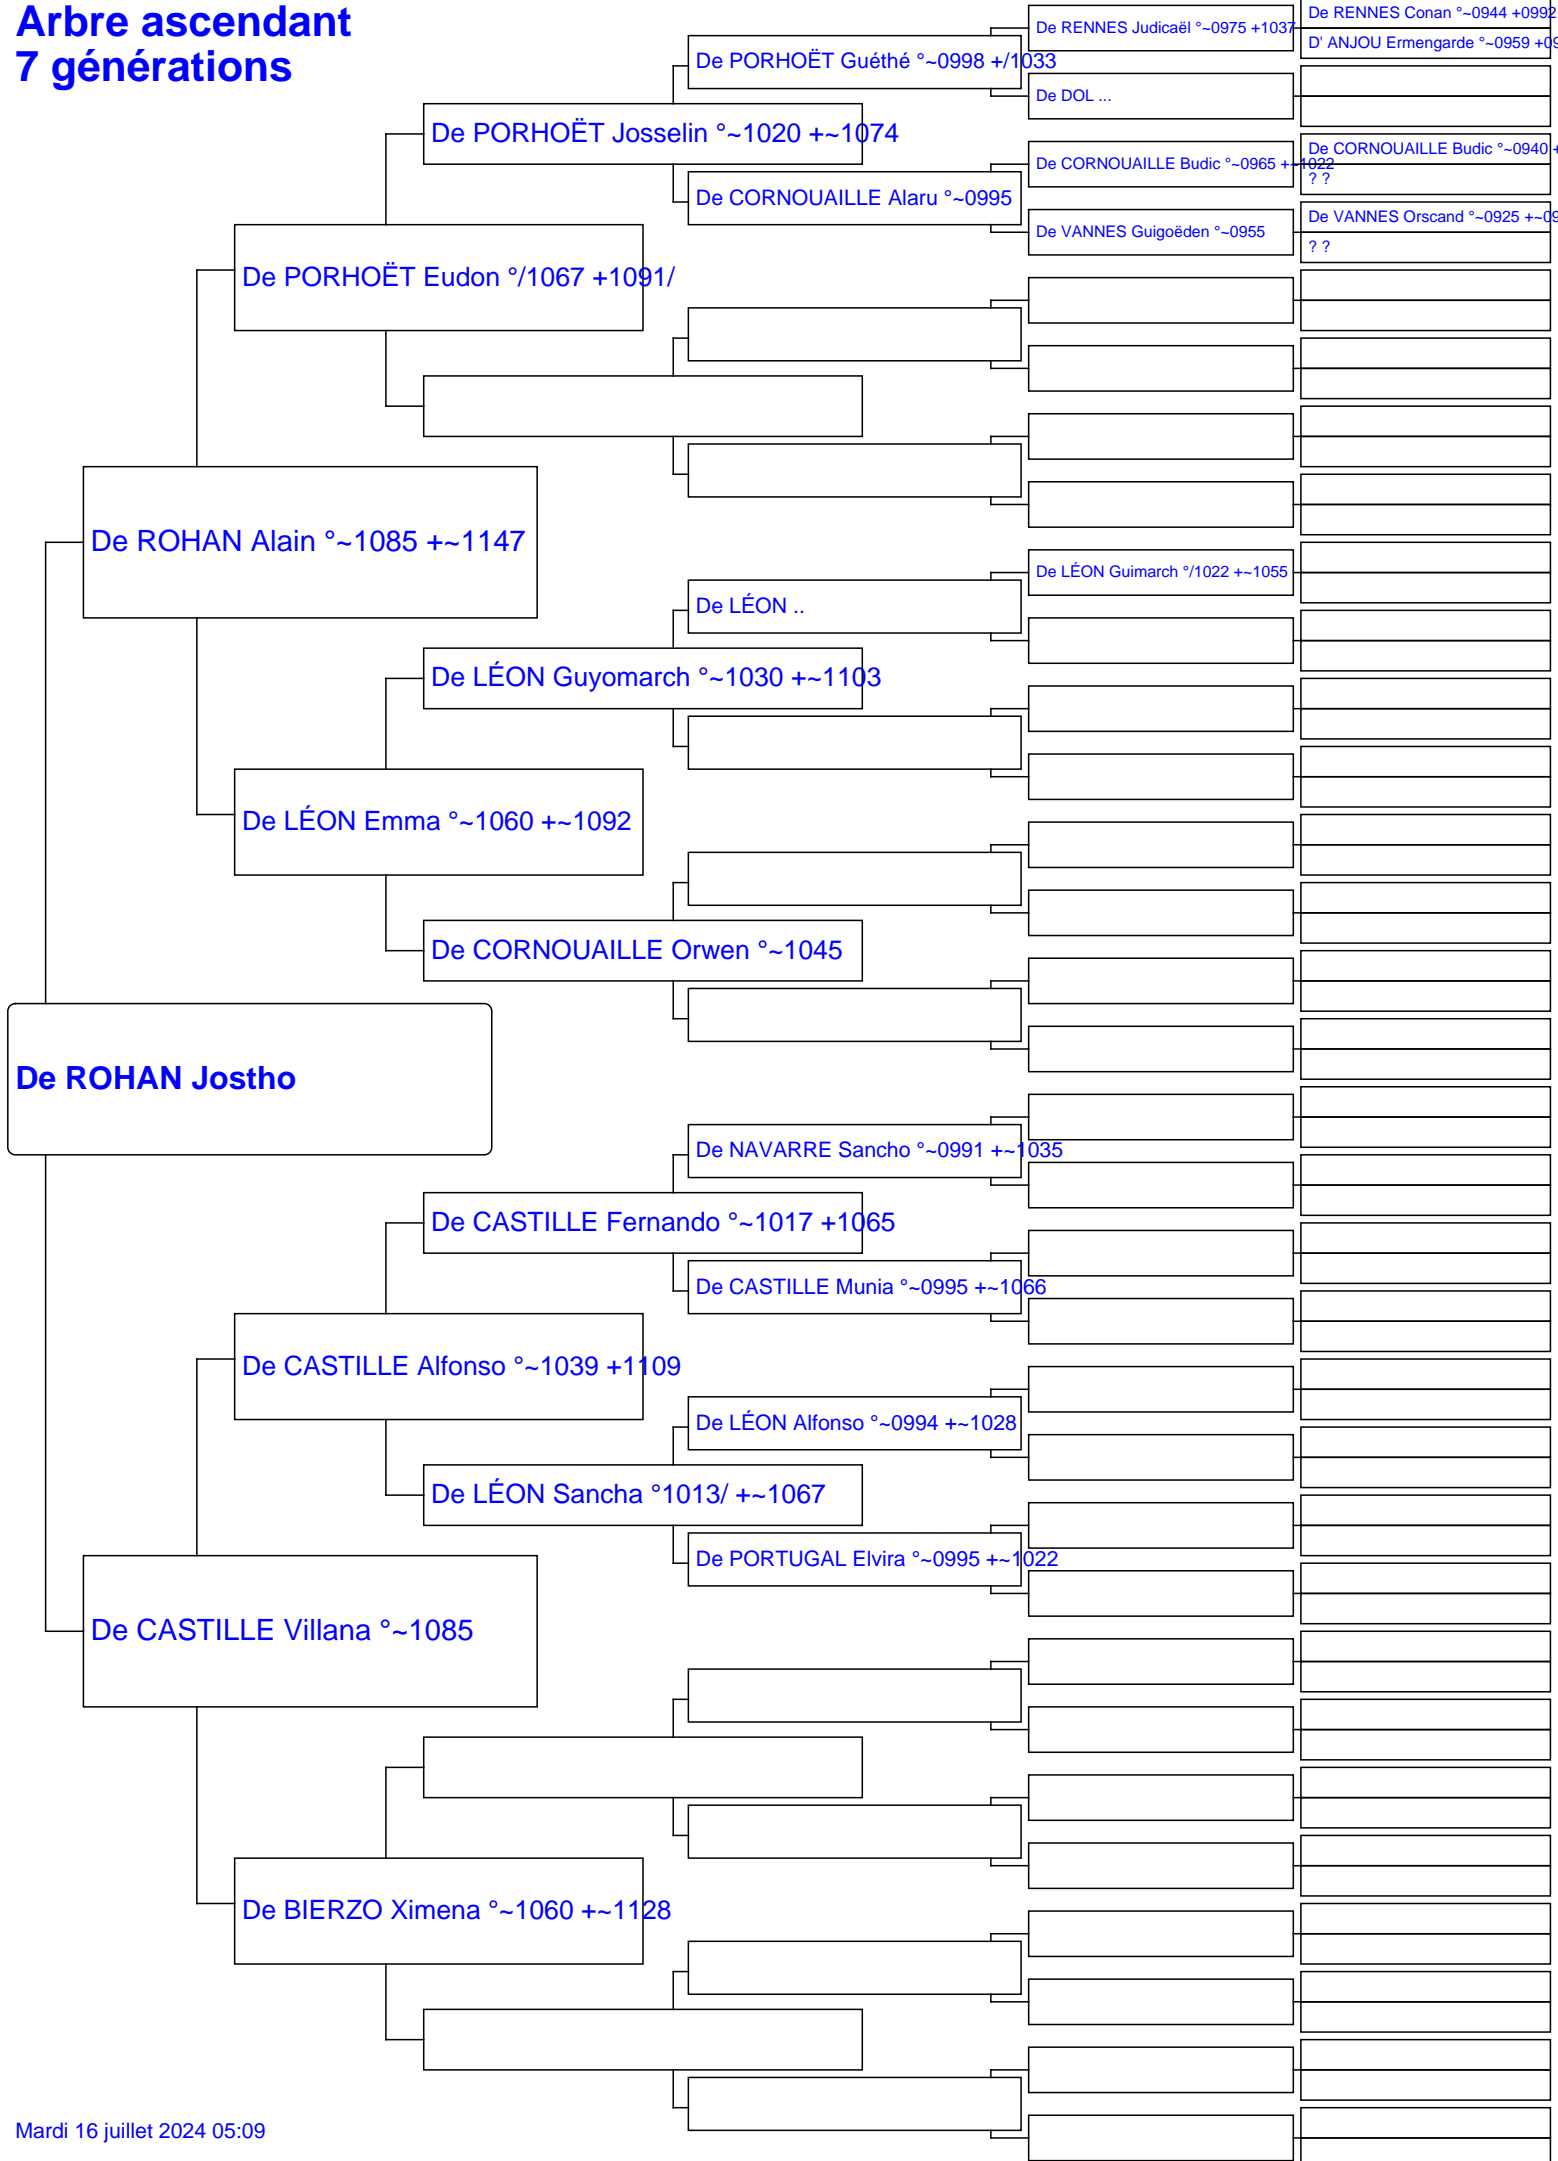 Arbre ascendant
7 générations
De RENNES Conan °~0944 +0992
De RENNES Judicaël °~0975 +1037
D' ANJOU Ermengarde °~0959 +09
De PORHOËT Guéthé °~0998 +/1033
De DOL ...
De PORHOËT Josselin °~1020 +~1074
De CORNOUAILLE Budic °~0940 +
De CORNOUAILLE Budic °~0965 +~1022
? ?
De CORNOUAILLE Alaru °~0995
De VANNES Orscand °~0925 +~09
De VANNES Guigoëden °~0955
? ?
De PORHOËT Eudon °/1067 +1091/
De ROHAN Alain °~1085 +~1147
De LÉON Guimarch °/1022 +~1055
De LÉON ..
De LÉON Guyomarch °~1030 +~1103
De LÉON Emma °~1060 +~1092
De CORNOUAILLE Orwen °~1045
De ROHAN Jostho
De NAVARRE Sancho °~0991 +~1035
De CASTILLE Fernando °~1017 +1065
De CASTILLE Munia °~0995 +~1066
De CASTILLE Alfonso °~1039 +1109
De LÉON Alfonso °~0994 +~1028
De LÉON Sancha °1013/ +~1067
De PORTUGAL Elvira °~0995 +~1022
De CASTILLE Villana °~1085
De BIERZO Ximena °~1060 +~1128
Mardi 16 juillet 2024 05:09